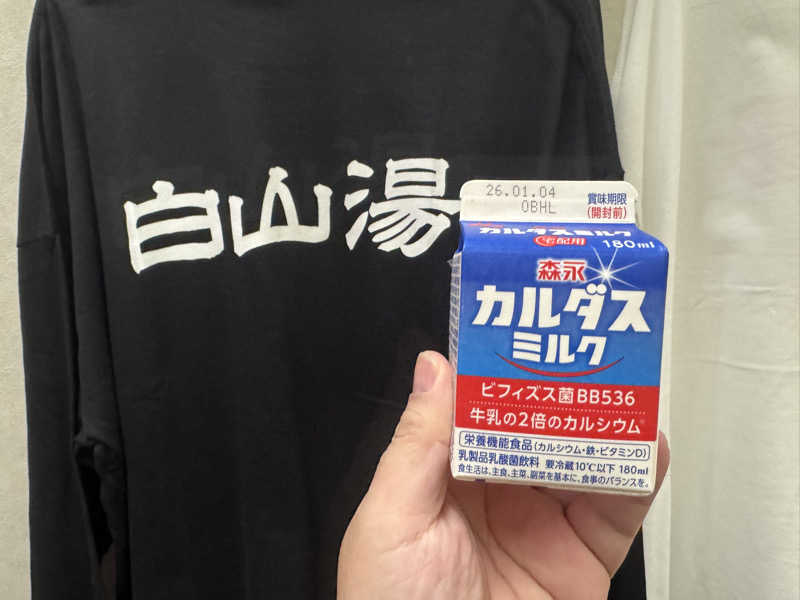 白山湯
26.01.04
OBHL
賞味期限
(開封前)
カルダスミルク
宅配用
180ml
森永
カルダス
ミルク
ビフィズス菌BB536
牛乳の2倍のカルシウム
栄養機能食品(カルシウム・鉄・ビタミンD)
乳製品乳酸菌飲料 要冷蔵10℃以下 180ml
食生活は、主食、主菜、副菜を基本に、食事のバランスを。